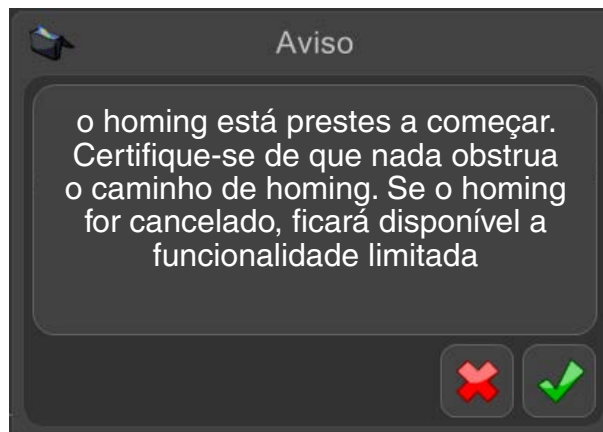 Aviso
o homing está prestes a começar.
Certifique-se de que nada obstrua
o caminho de homing. Se o homing
for cancelado, ficará disponível a
funcionalidade limitada